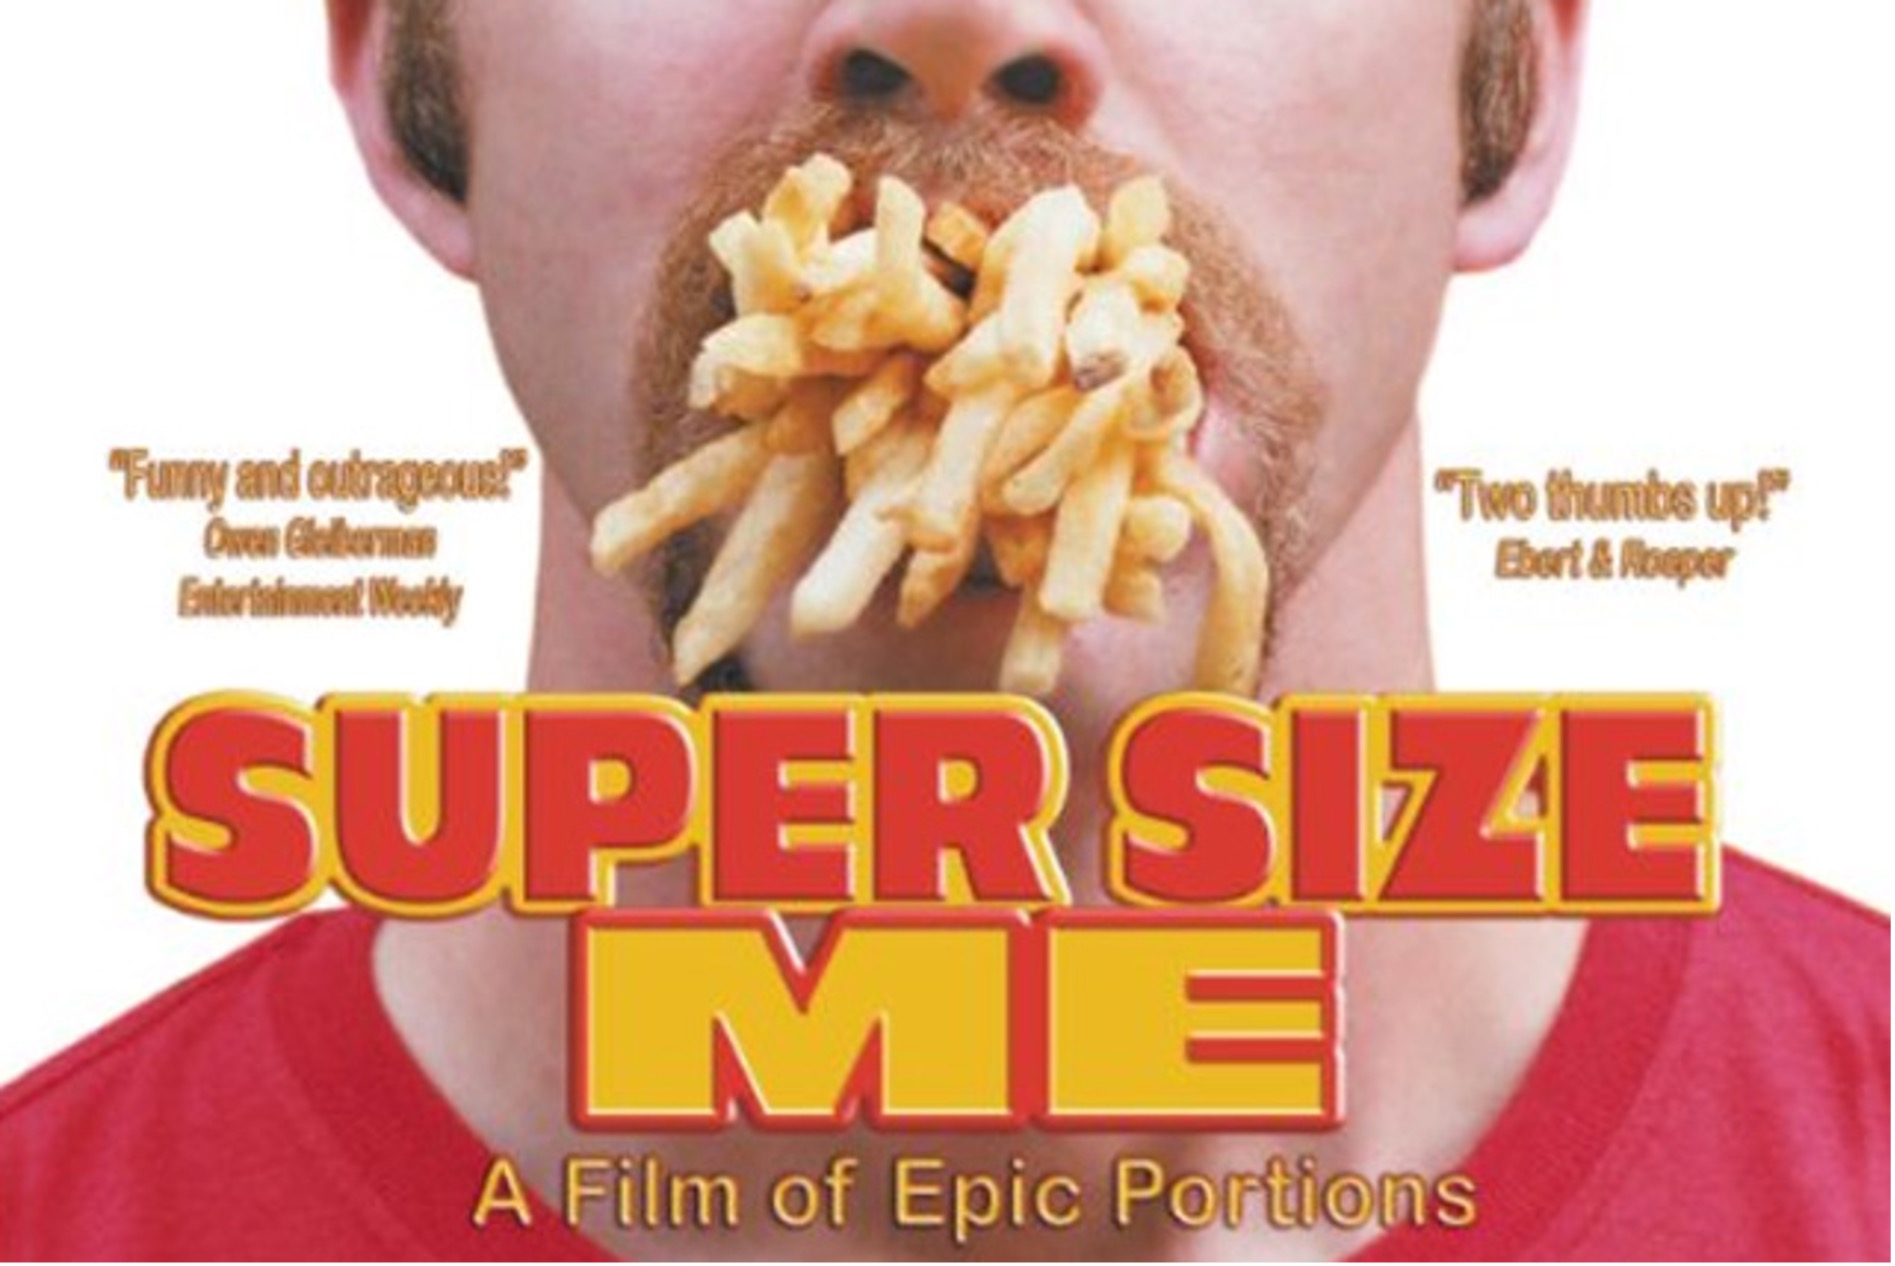 "Funny and outrageous!"
Owen Gleiberman
Entertainment Weekly
"Two thumbs up!"
Ebert & Roeper
SUPER SIZE
ME
A Film of Epic Portions